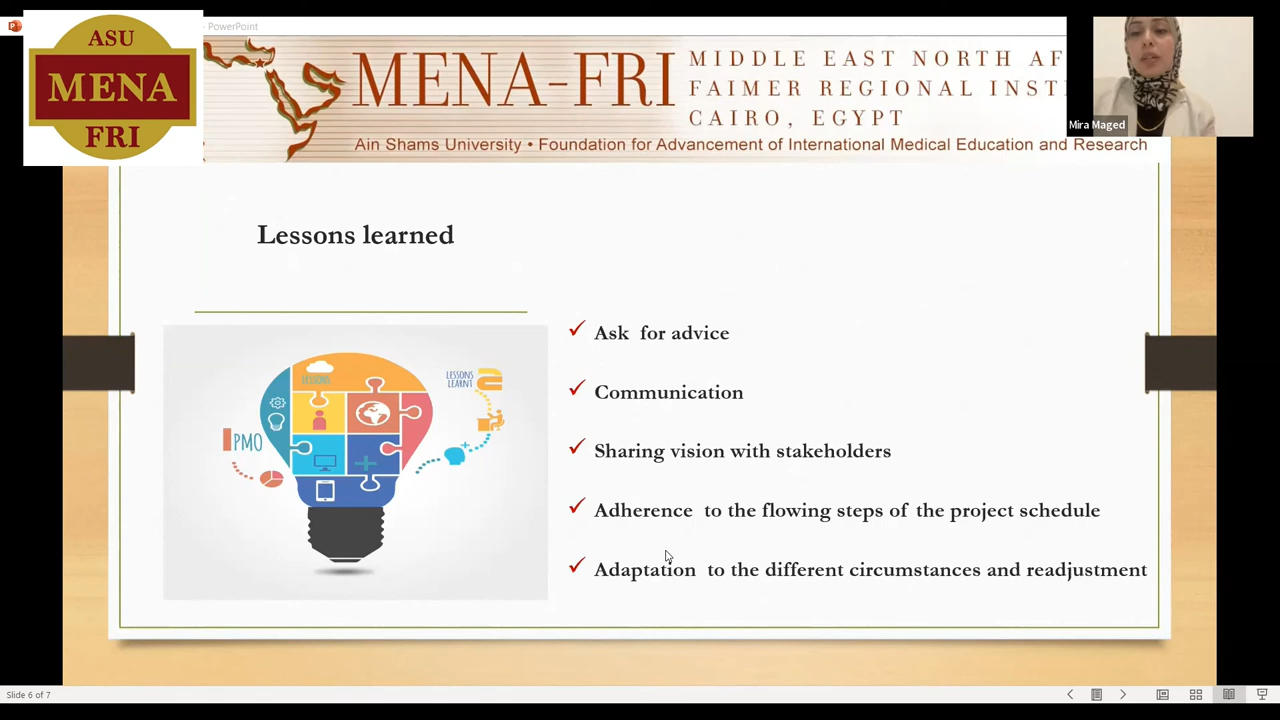 - PowerPoint
ASU
MENA
FRI
MENA-FRI
MIDDLE EAST NORTH AF
FAIMER REGIONAL INSTI
CAIRO, EGYPT
Ain Shams University • Foundation for Advancement of International Medical Education and Research
Mira Maged
Lessons learned
LESSONS
LESSONS
LEARNT
PMO
✓ Ask for advice
✓ Communication
✓ Sharing vision with stakeholders
✓ Adherence to the flowing steps of the project schedule
✓ Adaptation to the different circumstances and readjustment
Slide 6 of 7